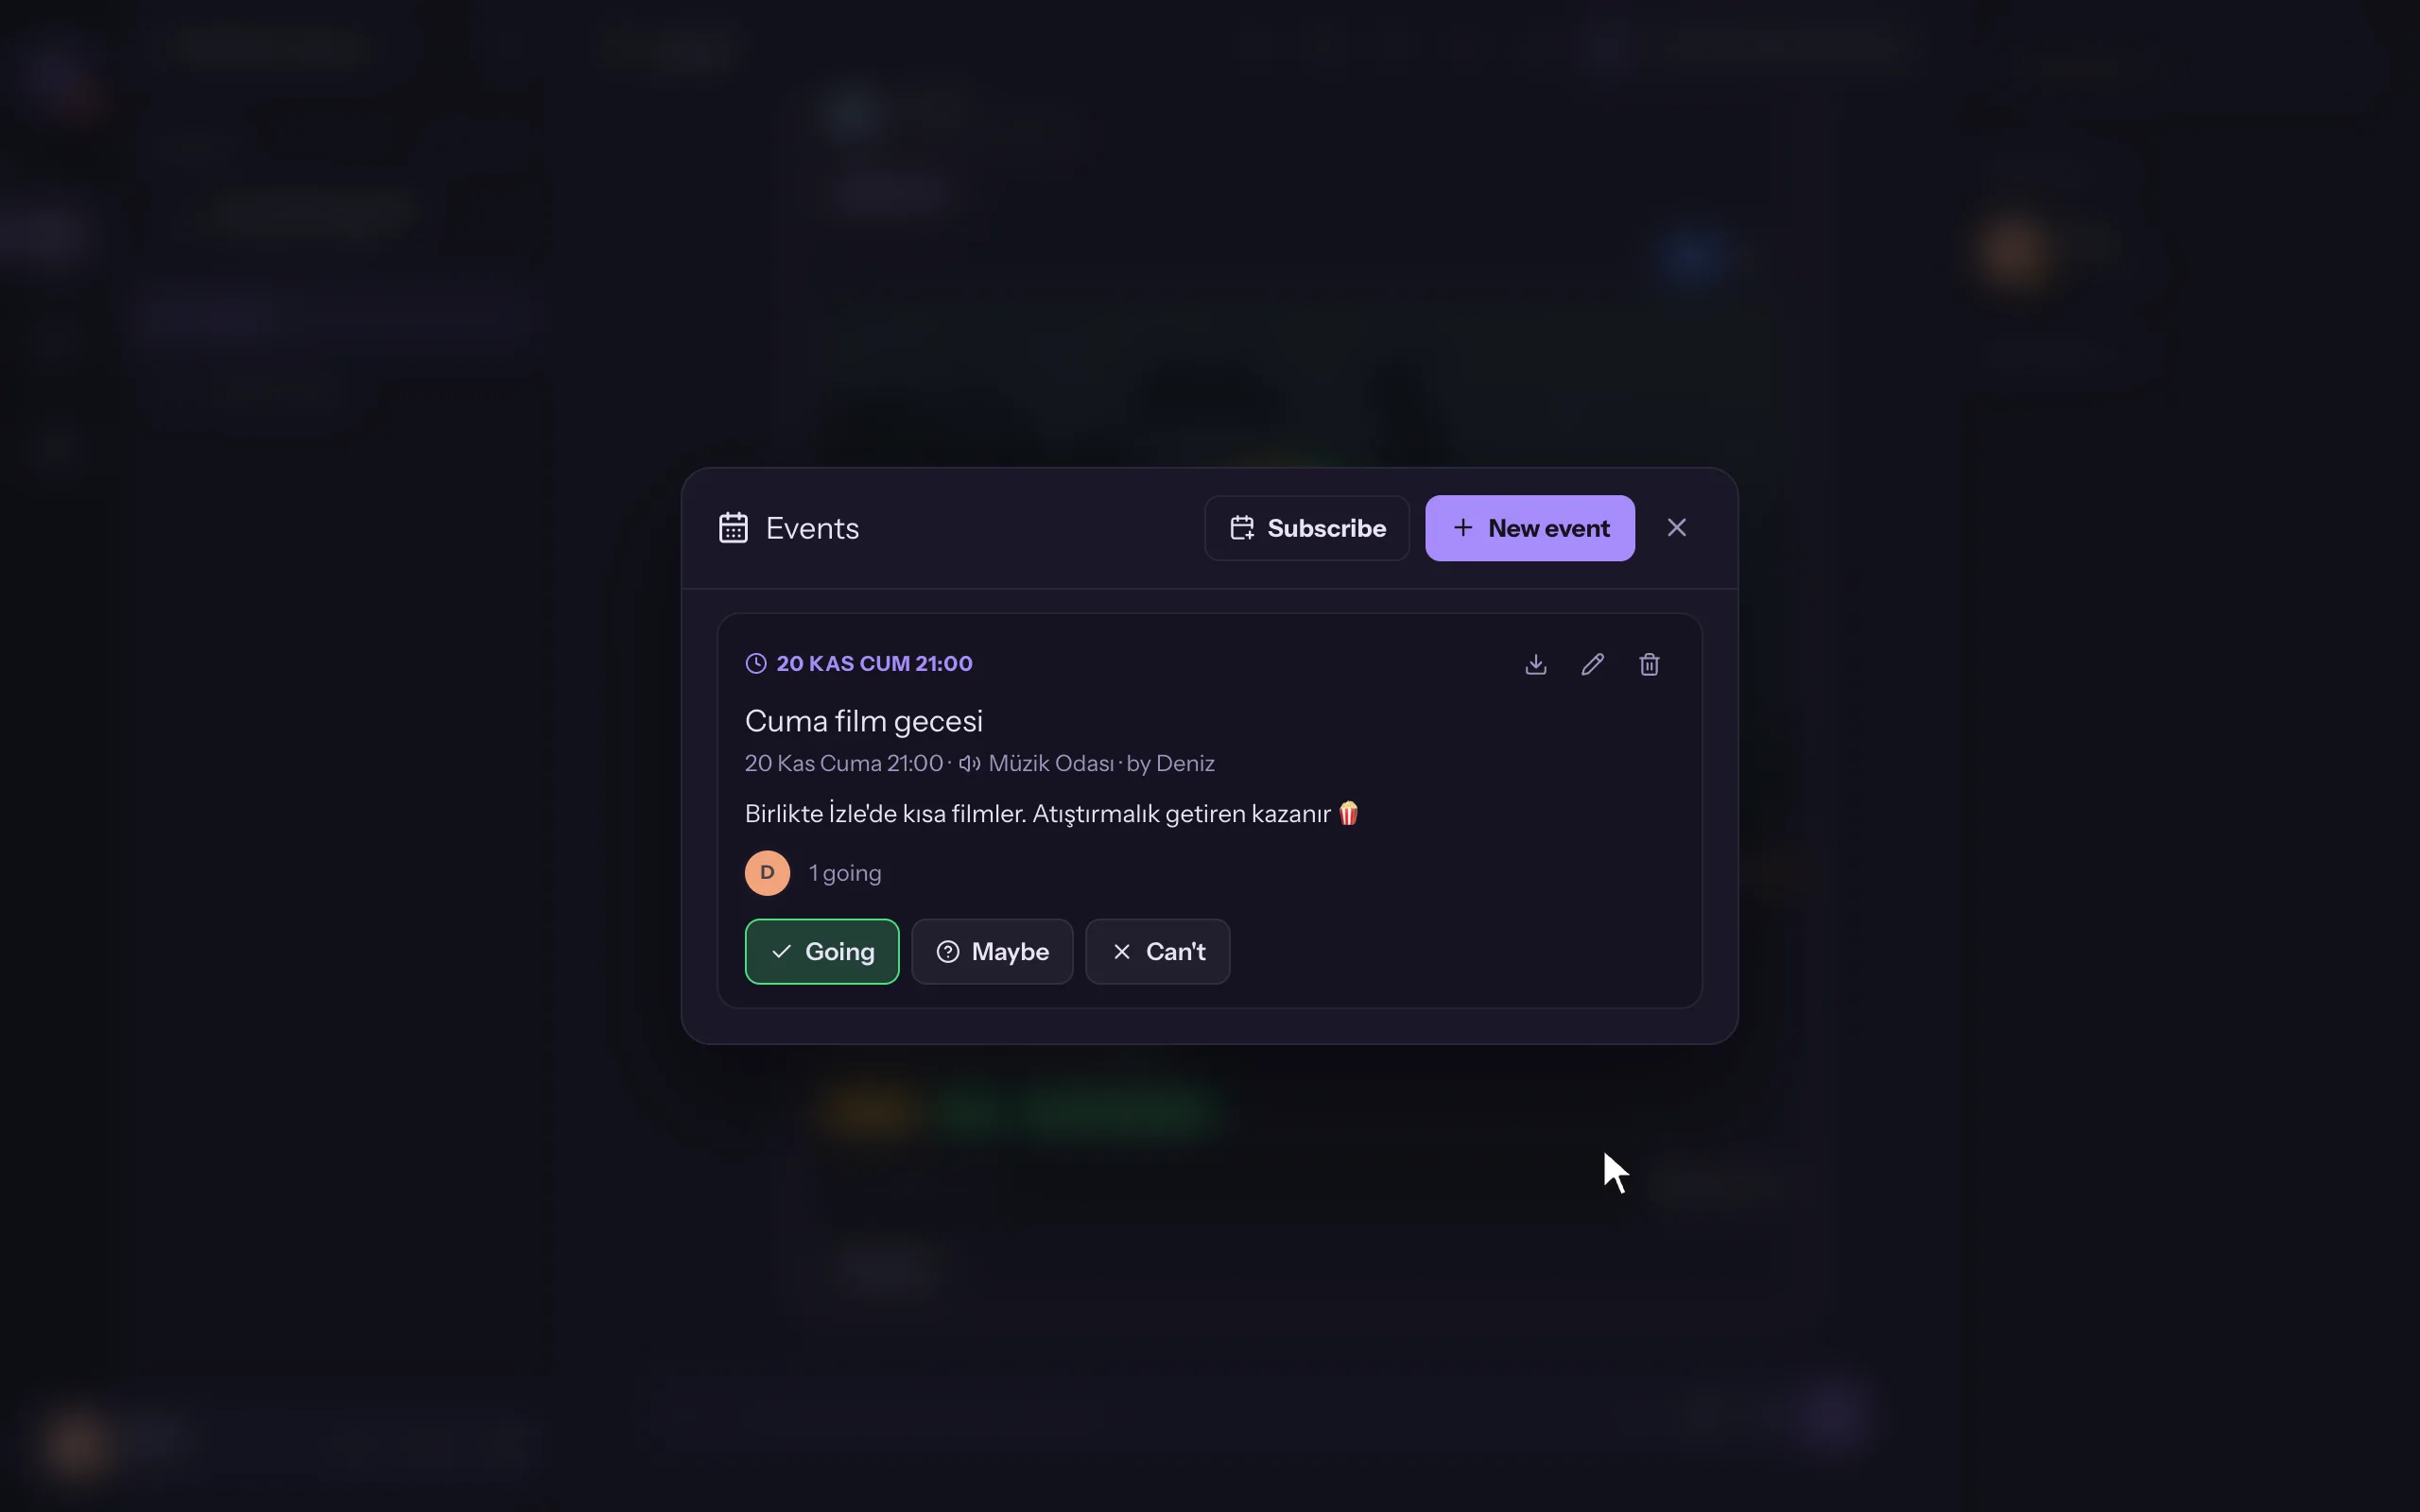 Events
Subscribe
New event
20 KAS CUM 21:00
Cuma film gecesi
20 Kas Cuma 21:00 · Müzik Odası · by Deniz
Birlikte İzle'de kısa filmler. Atıştırmalık getiren kazanır 🍿
D
1 going
Going
Maybe
Can't